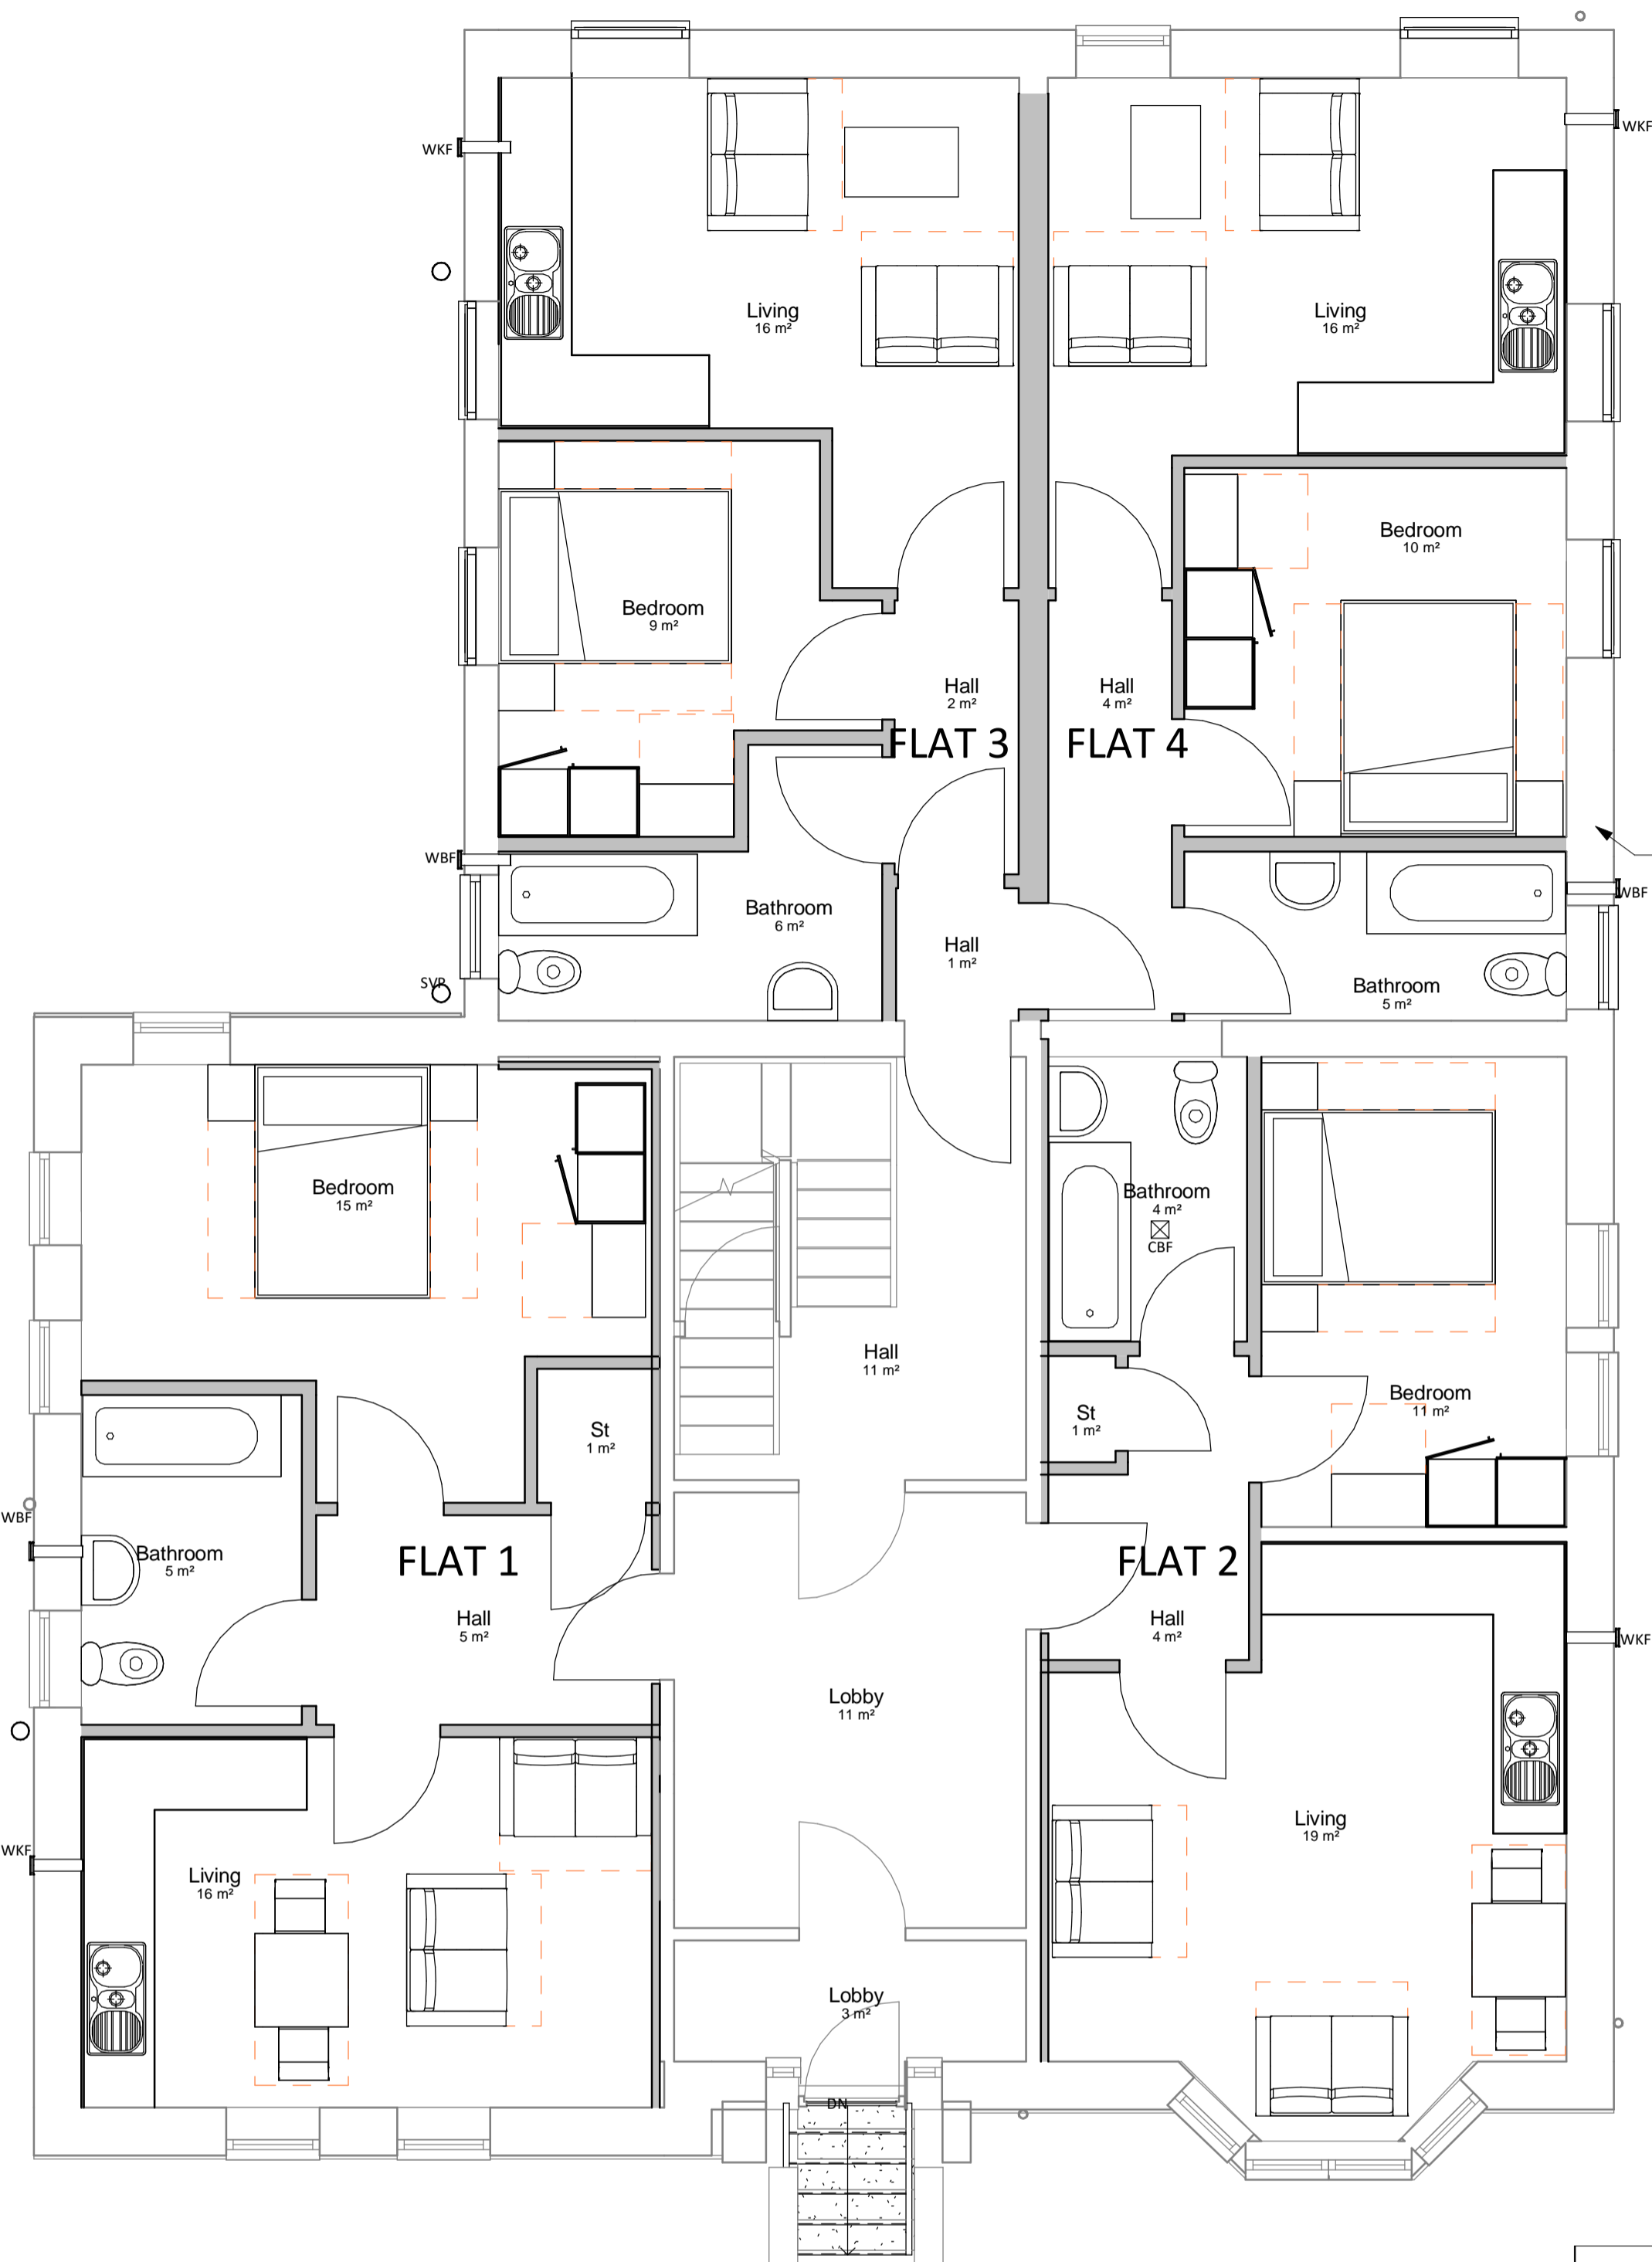 WKF
WKF
Living
16 m²
Living
16 m²
Bedroom
10 m²
Bedroom
9 m²
Hall
2 m²
Hall
4 m²
FLAT 3
FLAT 4
WBF
WBF
Bathroom
6 m²
Hall
1 m²
SVP
Bathroom
5 m²
Bedroom
15 m²
Bathroom
4 m²
CBF
Hall
11 m²
Bedroom
11 m²
St
1 m²
St
1 m²
WBF
Bathroom
5 m²
FLAT 1
FLAT 2
Hall
5 m²
Hall
4 m²
WKF
Lobby
11 m²
Living
19 m²
WKF
Living
16 m²
Lobby
3 m²
DN